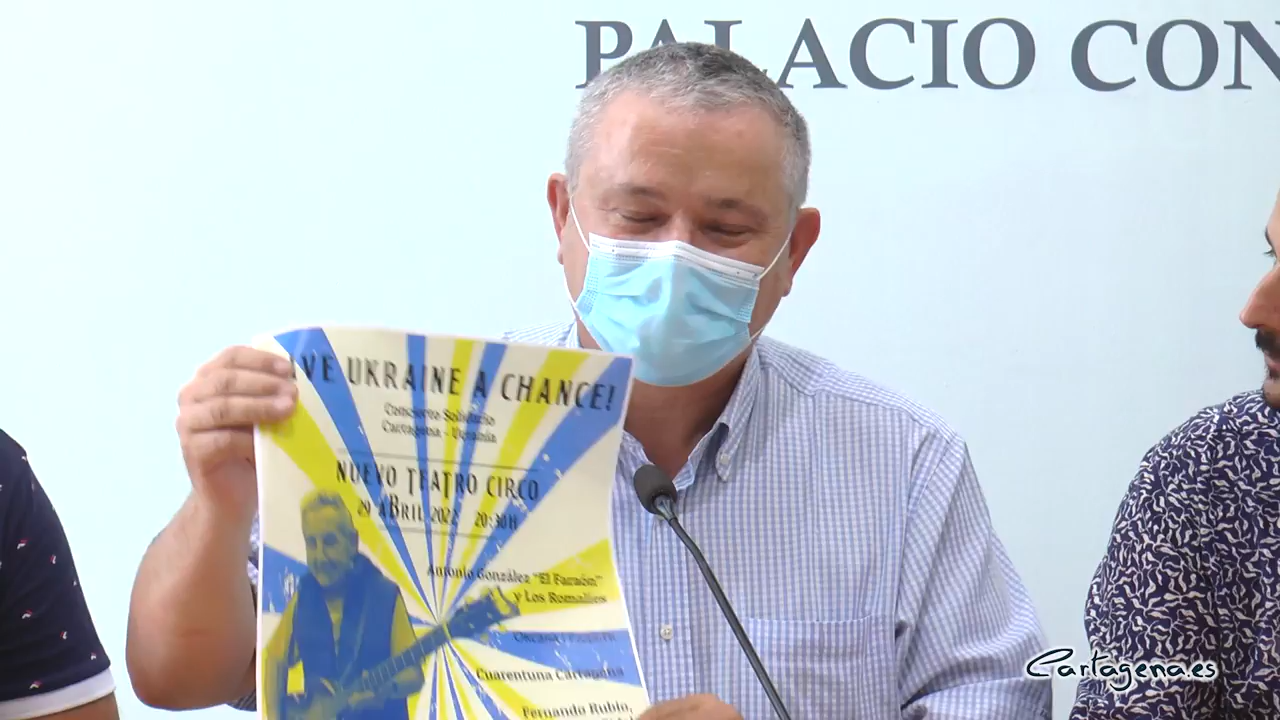 PALACIO CON
IVE UKRAINE A CHANCE!
Concierto Solidario
Cartagena - Ucrania
NUEVO TEATRO CIRCO
29 ABRIL 2022 20:30H
Antonio González "El Faraón"
y Los Romalíes
Cuarentuna Cartagena
Fernando Rubio,
Cartagena.es